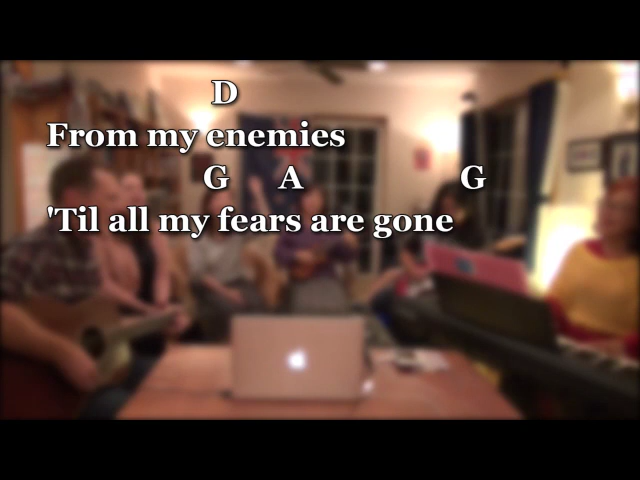 D
From my enemies
G A G
'Til all my fears are gone